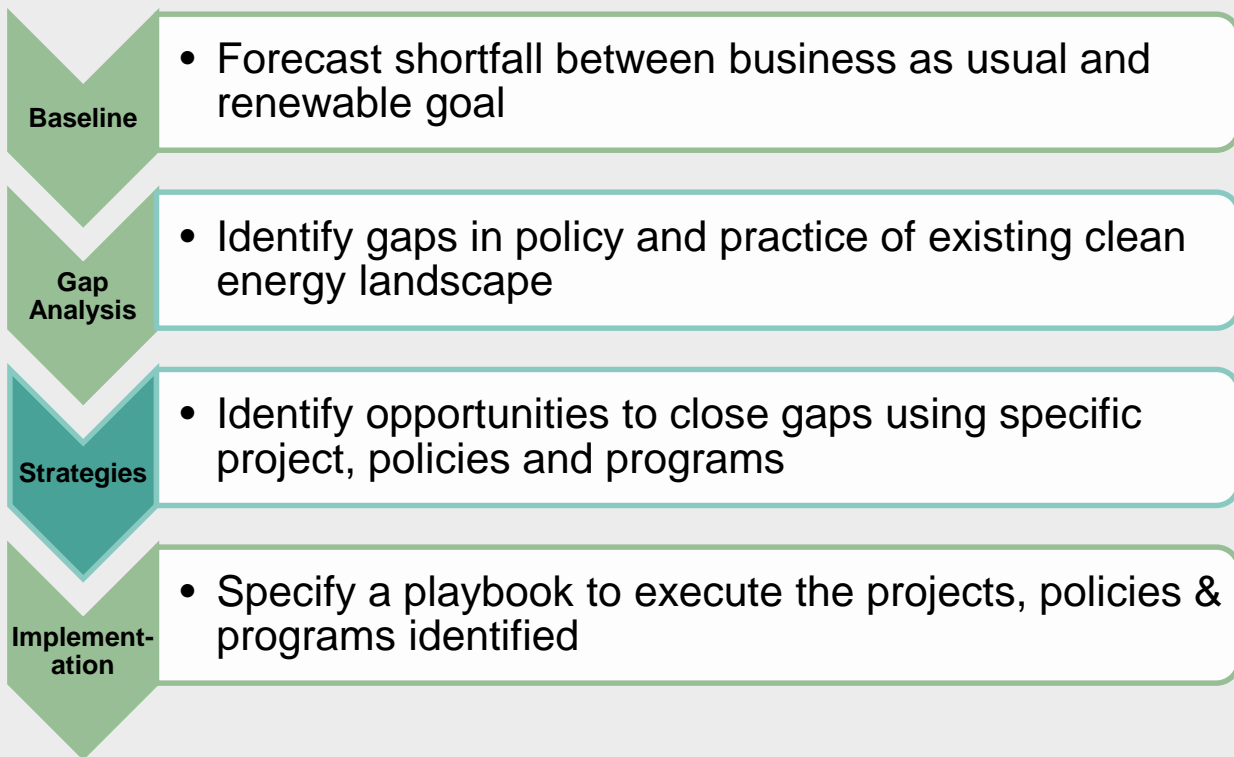 Baseline
• Forecast shortfall between business as usual and
renewable goal
Gap
Analysis
• Identify gaps in policy and practice of existing clean
energy landscape
Strategies
• Identify opportunities to close gaps using specific
project, policies and programs
Implement-
ation
• Specify a playbook to execute the projects, policies &
programs identified